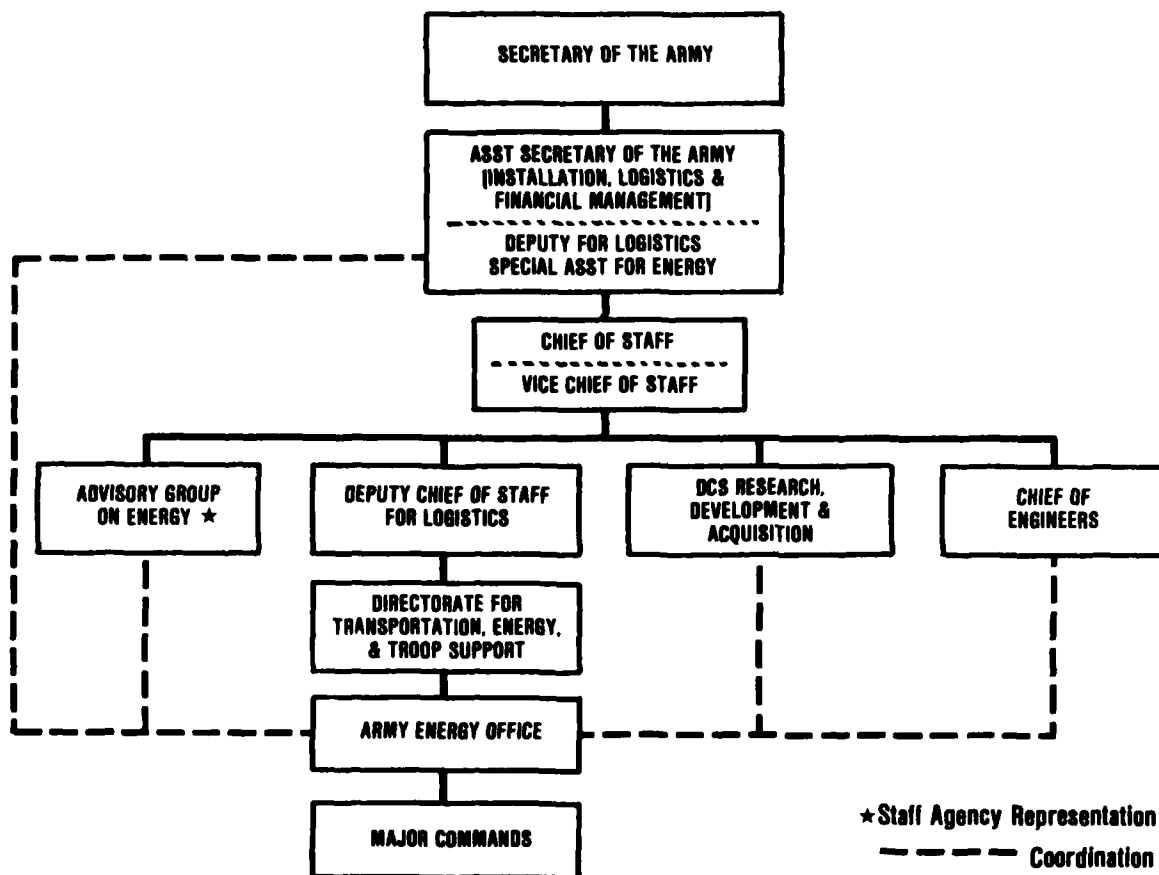 SECRETARY OF THE ARMY
ASST SECRETARY OF THE ARMY
(INSTALLATION, LOGISTICS &
FINANCIAL MANAGEMENT)
DEPUTY FOR LOGISTICS
SPECIAL ASST FOR ENERGY
CHIEF OF STAFF
VICE CHIEF OF STAFF
ADVISORY GROUP
ON ENERGY ★
DEPUTY CHIEF OF STAFF
FOR LOGISTICS
DCS RESEARCH,
DEVELOPMENT &
ACQUISITION
CHIEF OF
ENGINEERS
DIRECTORATE FOR
TRANSPORTATION, ENERGY,
& TROOP SUPPORT
ARMY ENERGY OFFICE
MAJOR COMMANDS
★Staff Agency Representation
Coordination